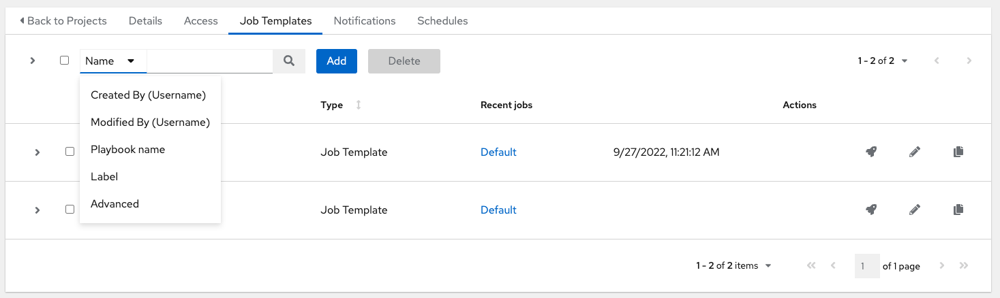 Back to Projects Details Access Job Templates Notifications Schedules
Name Add Delete 1 - 2 of 2
Created By (Username)
Type Recent jobs Actions
Modified By (Username)
Playbook name Job Template Default 9/27/2022, 11:21:12 AM
Label
Advanced
Job Template Default
1 - 2 of 2 items 1 of 1 page